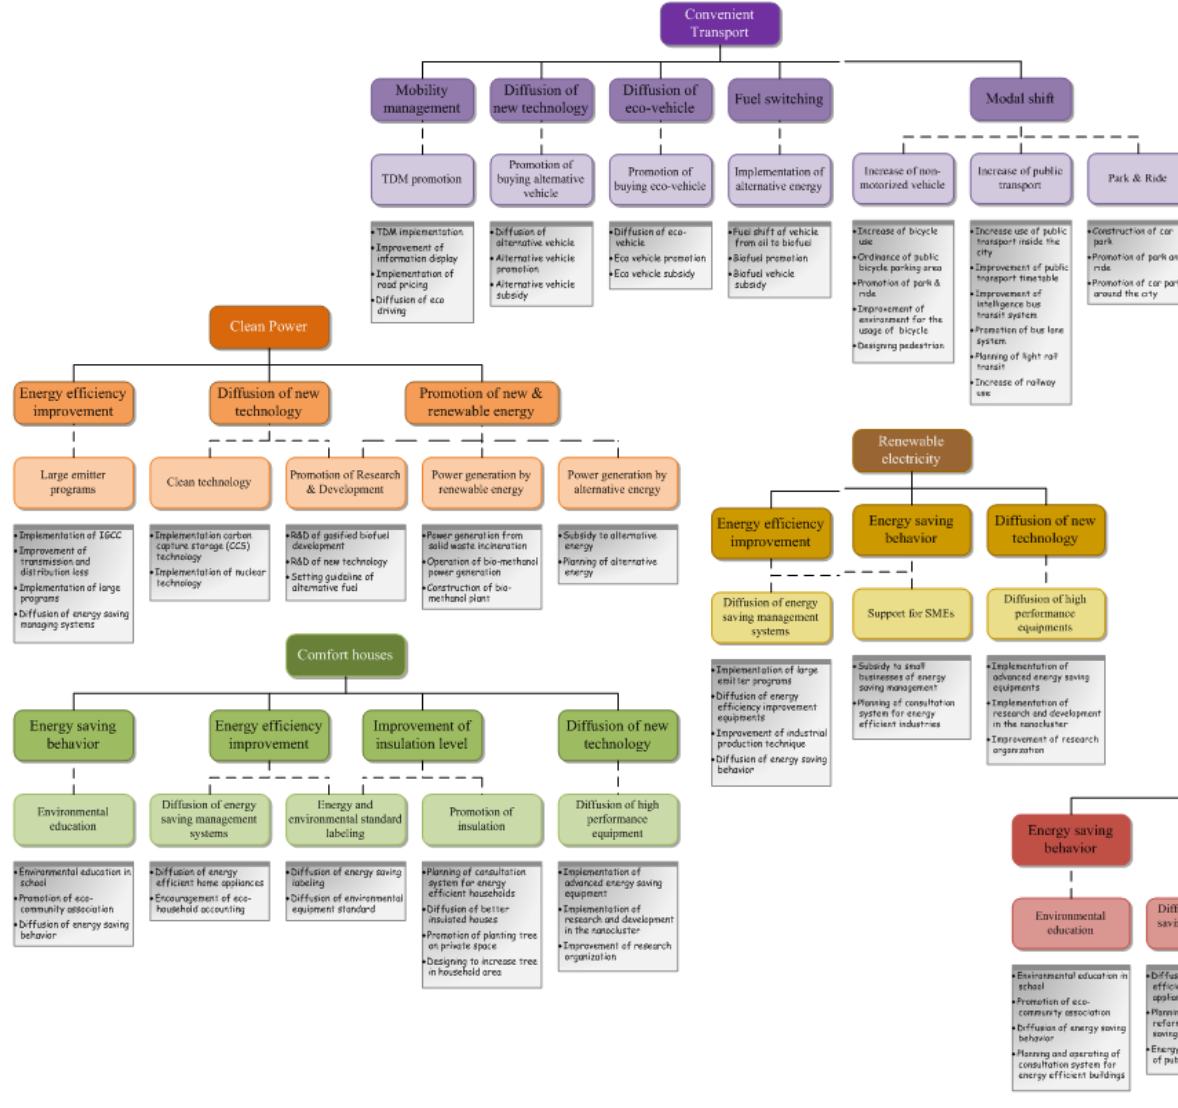 Convenient
Transport
Mobility
management
Diffusion of
new technology
Diffusion of
eco-vehicle
Fuel switching
Modal shift
TDM promotion
Promotion of
buying alternative
vehicle
Promotion of
buying eco-vehicle
Implementation of
alternative energy
Increase of non-
motorized vehicle
Increase of public
transport
Park & Ride
•TDM implementation
•Improvement of
information display
•Implementation of
road pricing
•Diffusion of eco
driving
•Diffusion of
alternative vehicle
•Alternative vehicle
promotion
•Alternative vehicle
subsidy
•Diffusion of eco-
vehicle
•Eco vehicle promotion
•Eco vehicle subsidy
•Fuel shift of vehicle
from oil to biofuel
•Biofuel promotion
•Biofuel vehicle
subsidy
•Increase of bicycle
use
•Ordinance of public
bicycle parking area
•Promotion of park &
ride
•Improvement of
environment for the
usage of bicycle
•Designing pedestrian
•Increase use of public
transport inside the
city
•Improvement of public
transport timetable
•Improvement of
intelligence bus
transit system
•Promotion of bus lane
system
•Planning of light rail
transit
•Increase of railway
use
•Construction of car
park
•Promotion of park an
ride
•Promotion of car part
around the city
Clean Power
Energy efficiency
improvement
Diffusion of new
technology
Promotion of new &
renewable energy
Large emitter
programs
Clean technology
Promotion of Research
& Development
Power generation by
renewable energy
Power generation by
alternative energy
•Implementation of IGCC
•Improvement of
transmission and
distribution loss
•Implementation of large
programs
•Diffusion of energy saving
managing systems
•Implementation carbon
capture storage (CCS)
technology
•Implementation of nuclear
technology
•R&D of gasified biofuel
development
•R&D of new technology
•Setting guideline of
alternative fuel
•Power generation from
solid waste incineration
•Operation of bio-methanol
power generation
•Construction of bio-
methanol plant
•Subsidy to alternative
energy
•Planning of alternative
energy
Renewable
electricity
Energy efficiency
improvement
Energy saving
behavior
Diffusion of new
technology
Diffusion of energy
saving management
systems
Support for SMEs
Diffusion of high
performance
equipments
•Implementation of large
emitter programs
•Diffusion of energy
efficiency improvement
equipments
•Improvement of industrial
production technique
•Diffusion of energy saving
behavior
•Subsidy to small
businesses of energy
saving management
•Planning of consultation
system for energy
efficient industries
•Implementation of
advanced energy saving
equipments
•Implementation of
research and development
in the nanocluster
•Improvement of research
organization
Comfort houses
Energy saving
behavior
Energy efficiency
improvement
Improvement of
insulation level
Diffusion of new
technology
Environmental
education
Diffusion of energy
saving management
systems
Energy and
environmental standard
labeling
Promotion of
insulation
Diffusion of high
performance
equipment
•Environmental education in
school
•Promotion of eco-
community association
•Diffusion of energy saving
behavior
•Diffusion of energy
efficient home appliances
•Encouragement of eco-
household accounting
•Diffusion of energy saving
labeling
•Diffusion of environmental
equipment standard
•Planning of consultation
system for energy
efficient households
•Diffusion of better
insulated houses
•Promotion of planting tree
on private space
•Designing to increase tree
in household area
•Implementation of
advanced energy saving
equipment
•Implementation of
research and development
in the nanocluster
•Improvement of research
organization
Energy saving
behavior
Environmental
education
Diff
savi
•Environmental education in
school
•Promotion of eco-
community association
•Diffusion of energy saving
behavior
•Planning and operating of
consultation system for
energy efficient buildings
•Diffus
efficie
applian
•Plannin
refor
saving
•Energy
of pub